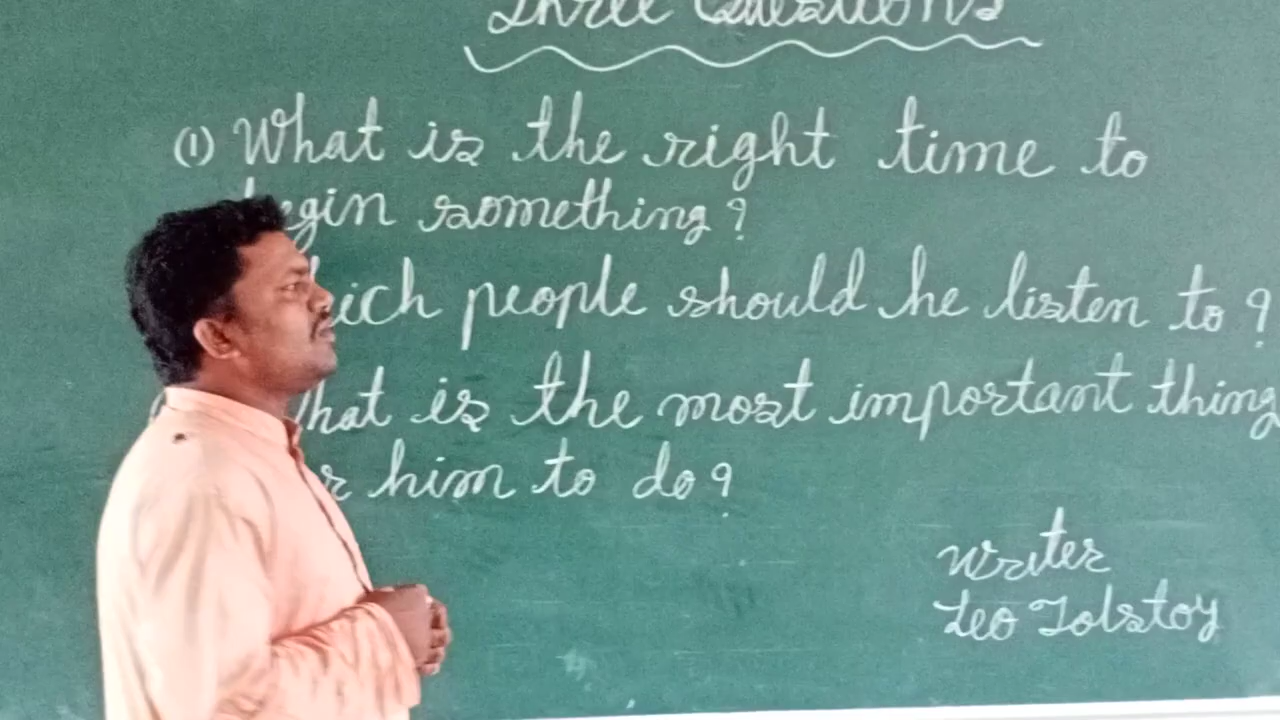 Three Questions
(1) What is the right time to
begin something?
which people should he listen to?
What is the most important thing
him to do?
Writer
Leo Tolstoy